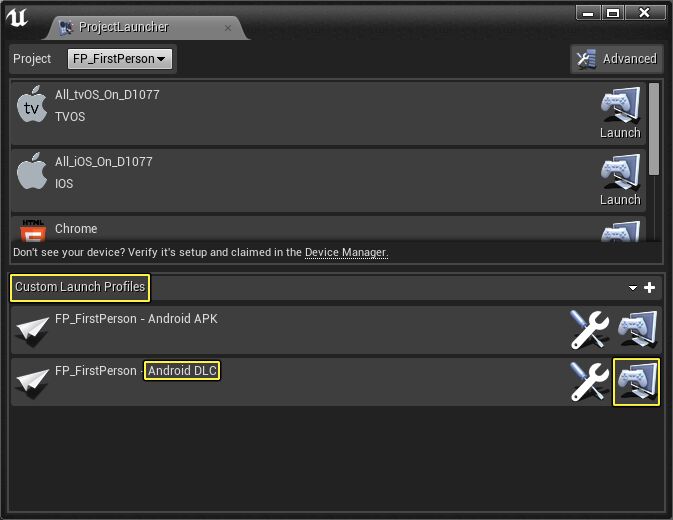 ProjectLauncher
Project FP_FirstPerson Advanced
All_tvOS_On_D1077
tv
TVOS
Launch
All_iOS_On_D1077
IOS
Launch
HTML
Chrome
Don't see your device? Verify it's setup and claimed in the Device Manager.
Custom Launch Profiles
FP_FirstPerson - Android APK
FP_FirstPerson - Android DLC